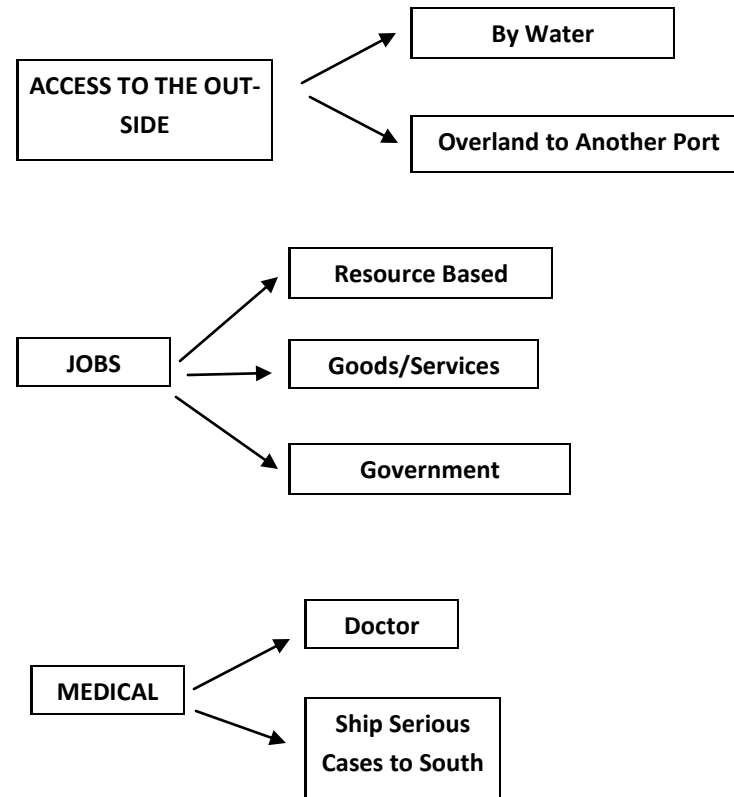 By Water
ACCESS TO THE OUT-
SIDE
Overland to Another Port
Resource Based
JOBS
Goods/Services
Government
Doctor
MEDICAL
Ship Serious
Cases to South